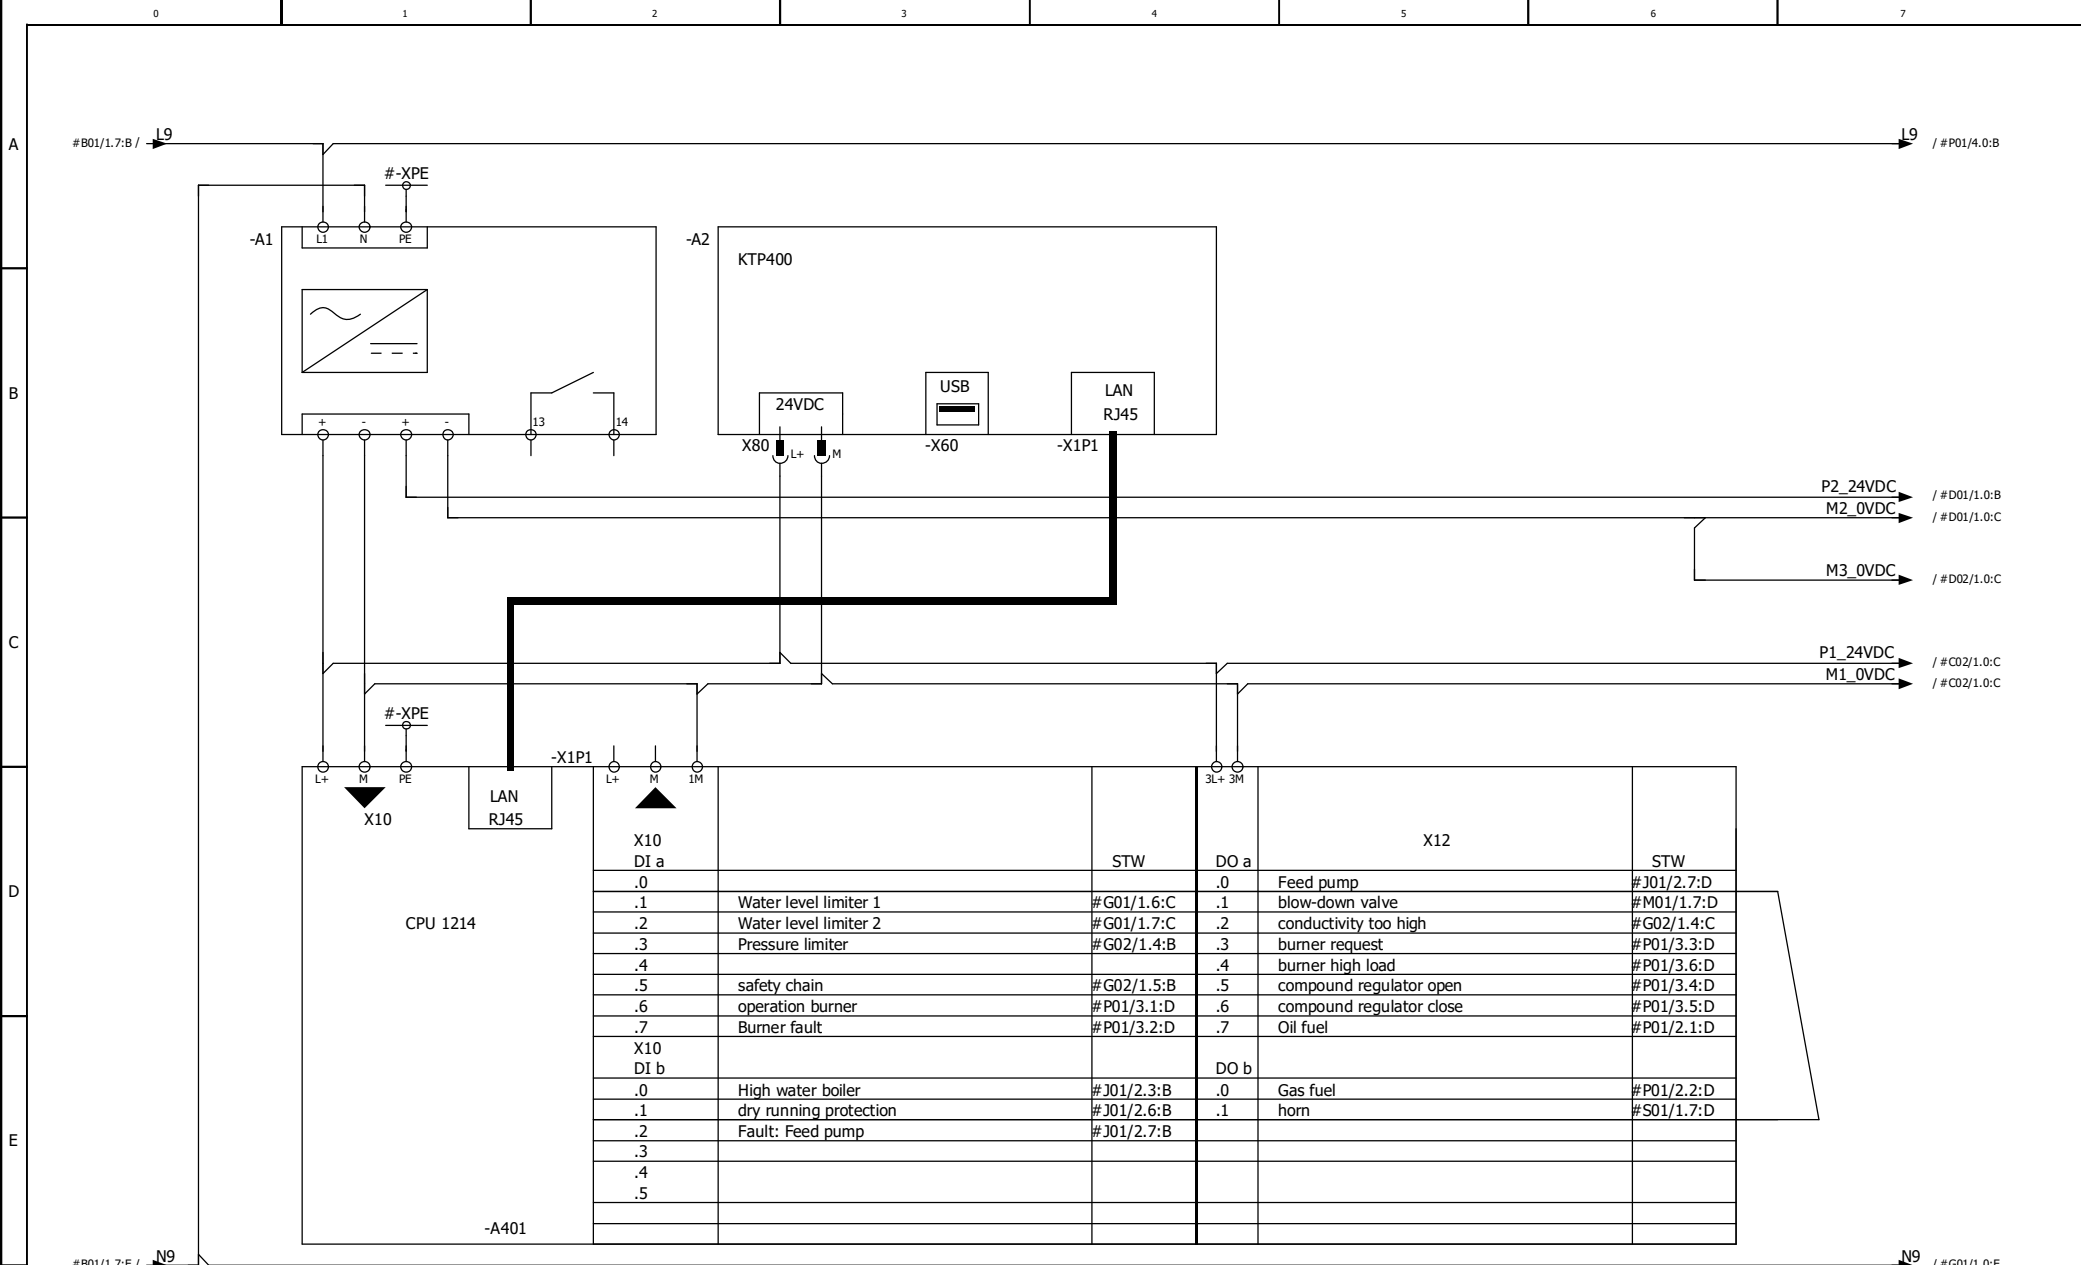 0 1 2 3 4 5 6 7
A
#B01/1.7:B / L9
L9 / #P01/4.0:B
#-XPE
-A1
L1 N PE
-A2
KTP400
B
+ - + -
13 14
24VDC
USB
LAN
RJ45
X80 L+ M
-X60
-X1P1
P2_24VDC / #D01/1.0:B
M2_0VDC / #D01/1.0:C
M3_0VDC / #D02/1.0:C
C
P1_24VDC / #C02/1.0:C
M1_0VDC / #C02/1.0:C
#-XPE
-X1P1
L+ M PE
L+ M 1M
3L+ 3M
LAN
RJ45
X10
X10 X12
DI a STW DO a STW
.0 .0 Feed pump #J01/2.7:D
D
.1 Water level limiter 1 #G01/1.6:C .1 blow-down valve #M01/1.7:D
CPU 1214
.2 Water level limiter 2 #G01/1.7:C .2 conductivity too high #G02/1.4:C
.3 Pressure limiter #G02/1.4:B .3 burner request #P01/3.3:D
.4 .4 burner high load #P01/3.6:D
.5 safety chain #G02/1.5:B .5 compound regulator open #P01/3.4:D
.6 operation burner #P01/3.1:D .6 compound regulator close #P01/3.5:D
.7 Burner fault #P01/3.2:D .7 Oil fuel #P01/2.1:D
X10
DI b DO b
.0 High water boiler #J01/2.3:B .0 Gas fuel #P01/2.2:D
.1 dry running protection #J01/2.6:B .1 horn #S01/1.7:D
.2 Fault: Feed pump #J01/2.7:B
E
.3
.4
.5
-A401
#B01/1.7:E / N9
N9 / #G01/1.0:E